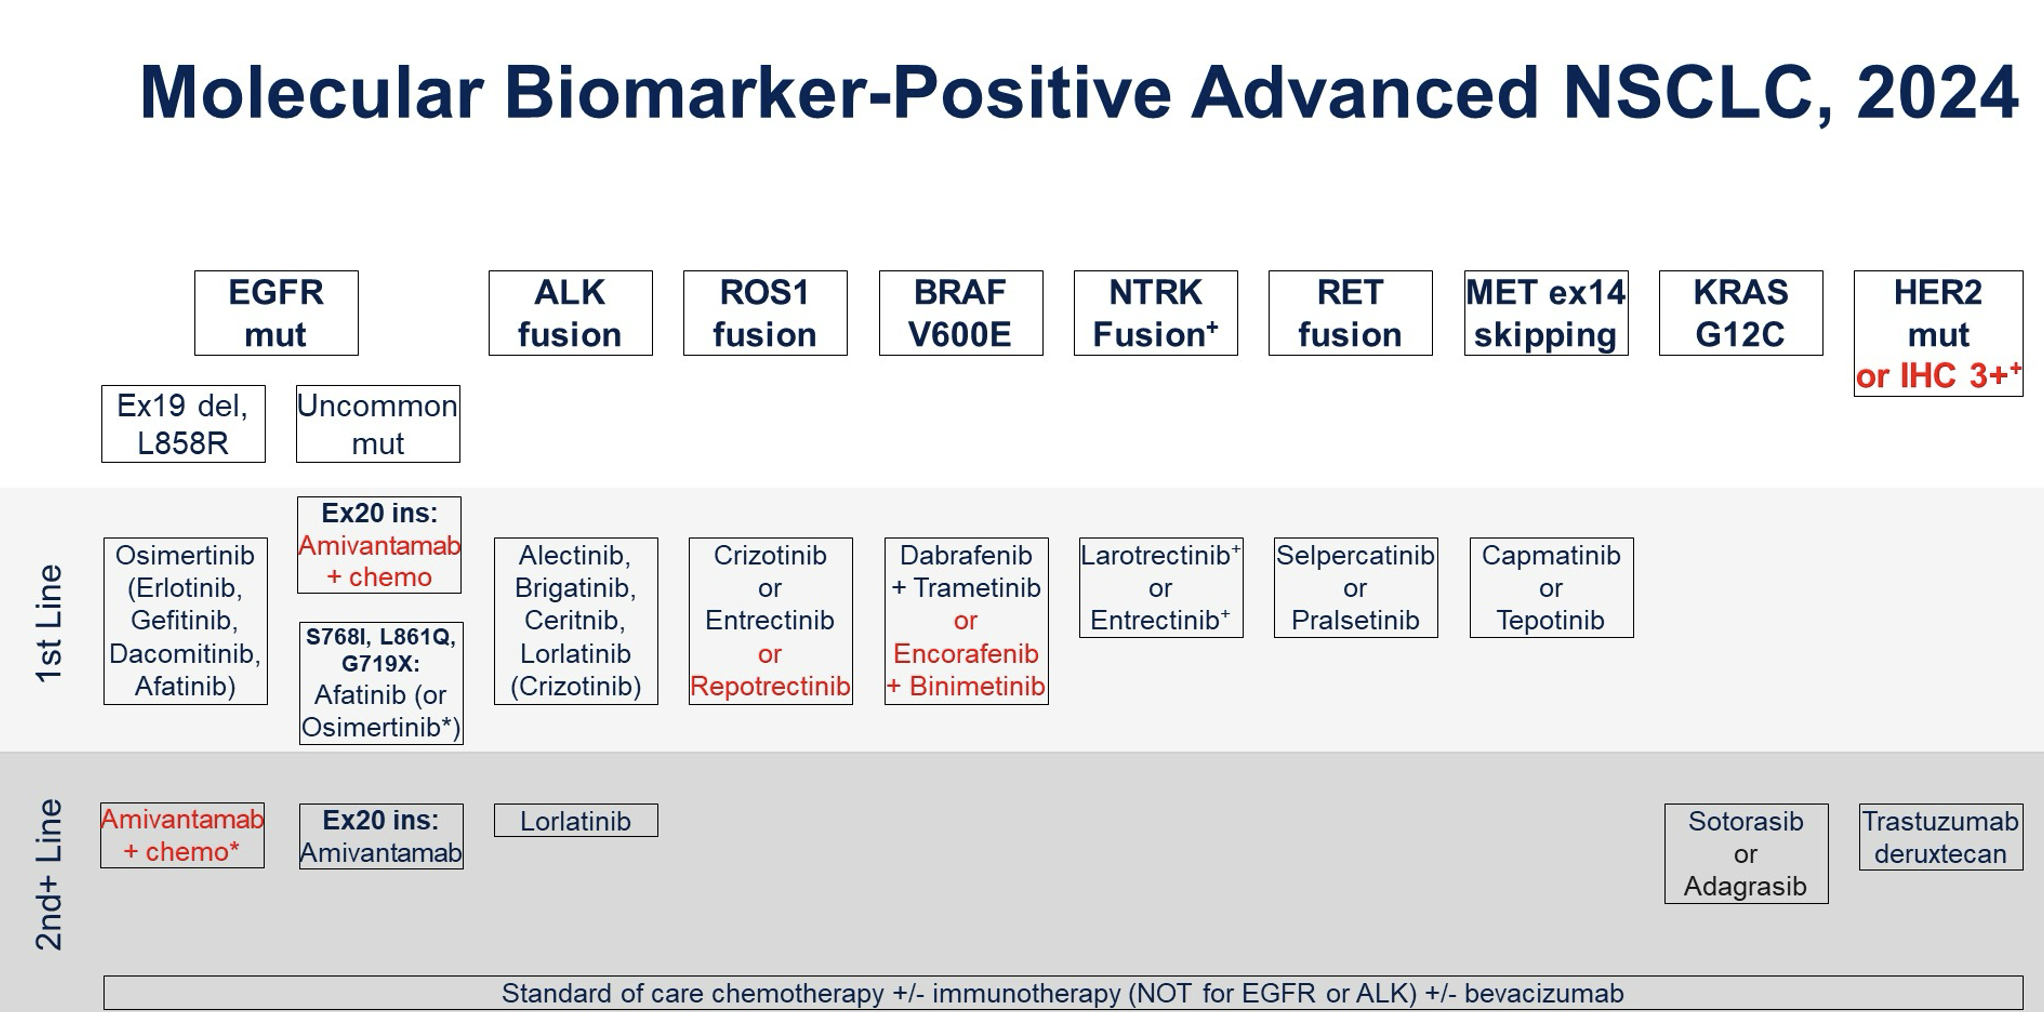 Molecular Biomarker-Positive Advanced NSCLC, 2024
EGFR
mut
ALK
fusion
ROS1
fusion
BRAF
V600E
NTRK
Fusion⁺
RET
fusion
MET ex14
skipping
KRAS
G12C
HER2
mut
or IHC 3+⁺
Ex19 del,
L858R
Uncommon
mut
1st Line
Osimertinib
(Erlotinib,
Gefitinib,
Dacomitinib,
Afatinib)
Ex20 ins:
Amivantamab
+ chemo
S768I, L861Q,
G719X:
Afatinib (or
Osimertinib*)
Alectinib,
Brigatinib,
Ceritnib,
Lorlatinib
(Crizotinib)
Crizotinib
or
Entrectinib
or
Repotrectinib
Dabrafenib
+ Trametinib
or
Encorafenib
+ Binimetinib
Larotrectinib⁺
or
Entrectinib⁺
Selpercatinib
or
Pralsetinib
Capmatinib
or
Tepotinib
2nd+ Line
Amivantamab
+ chemo*
Ex20 ins:
Amivantamab
Lorlatinib
Sotorasib
or
Adagrasib
Trastuzumab
deruxtecan
Standard of care chemotherapy +/- immunotherapy (NOT for EGFR or ALK) +/- bevacizumab